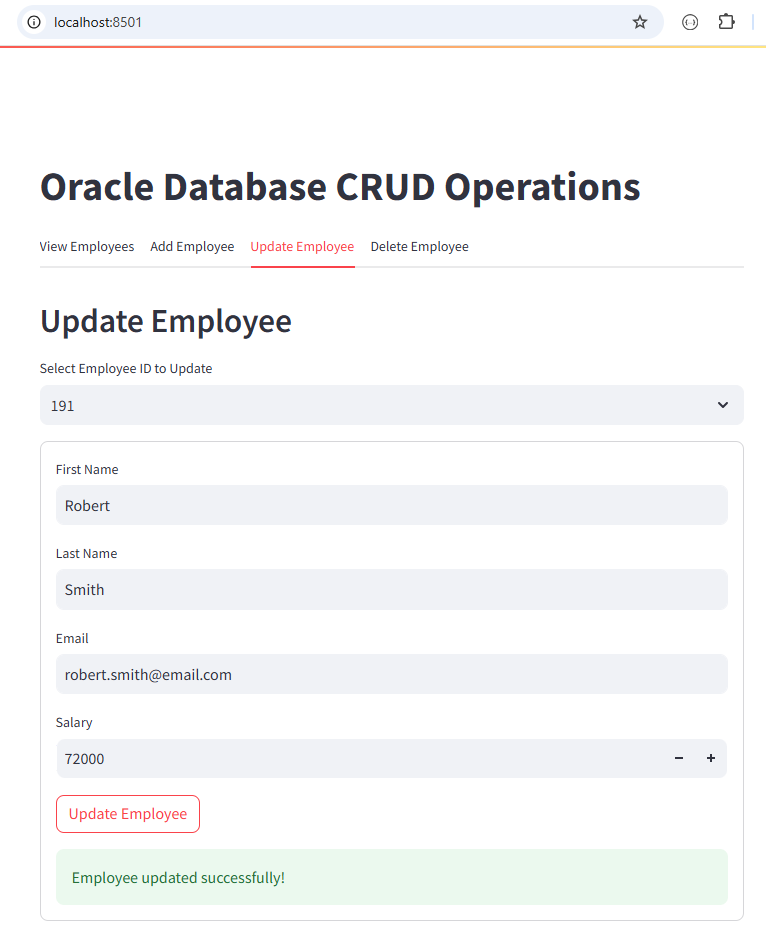 localhost:8501
Oracle Database CRUD Operations
View Employees Add Employee Update Employee Delete Employee
Update Employee
Select Employee ID to Update
191
First Name
Robert
Last Name
Smith
Email
robert.smith@email.com
Salary
72000
Update Employee
Employee updated successfully!